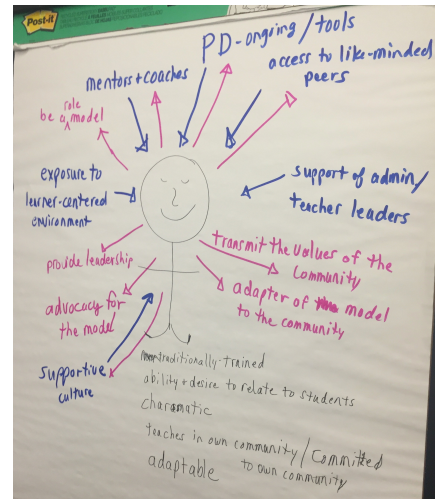 Post-it
PD-ongoing/tools
mentors + coaches
access to like-minded
peers
role
be a ^ model
exposure to
learner-centered
environment
support of admin/
teacher leaders
provide leadership
transmit the values of the
Community
advocacy for
the model
adapter of model
to the community
supportive
culture
traditionally-trained
ability + desire to relate to students
charamatic
teaches in own community / Committed
to own community
adaptable